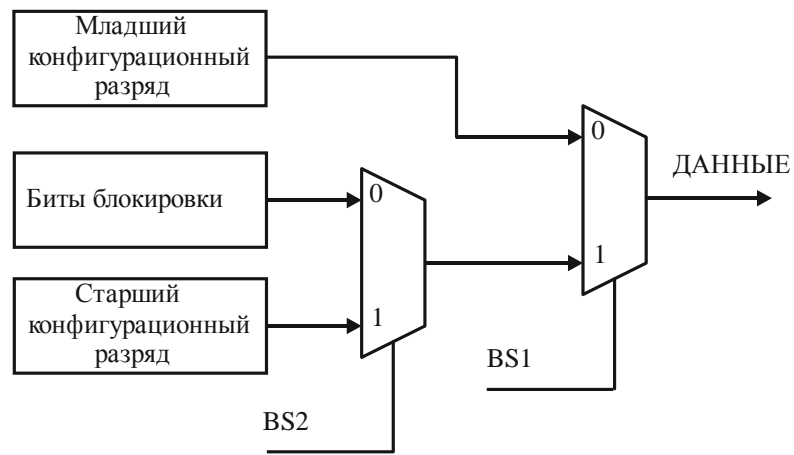 Младший
конфигурационный
разряд
0
ДАННЫЕ
Биты блокировки
0
1
Старший
конфигурационный
разряд
1
BS1
BS2